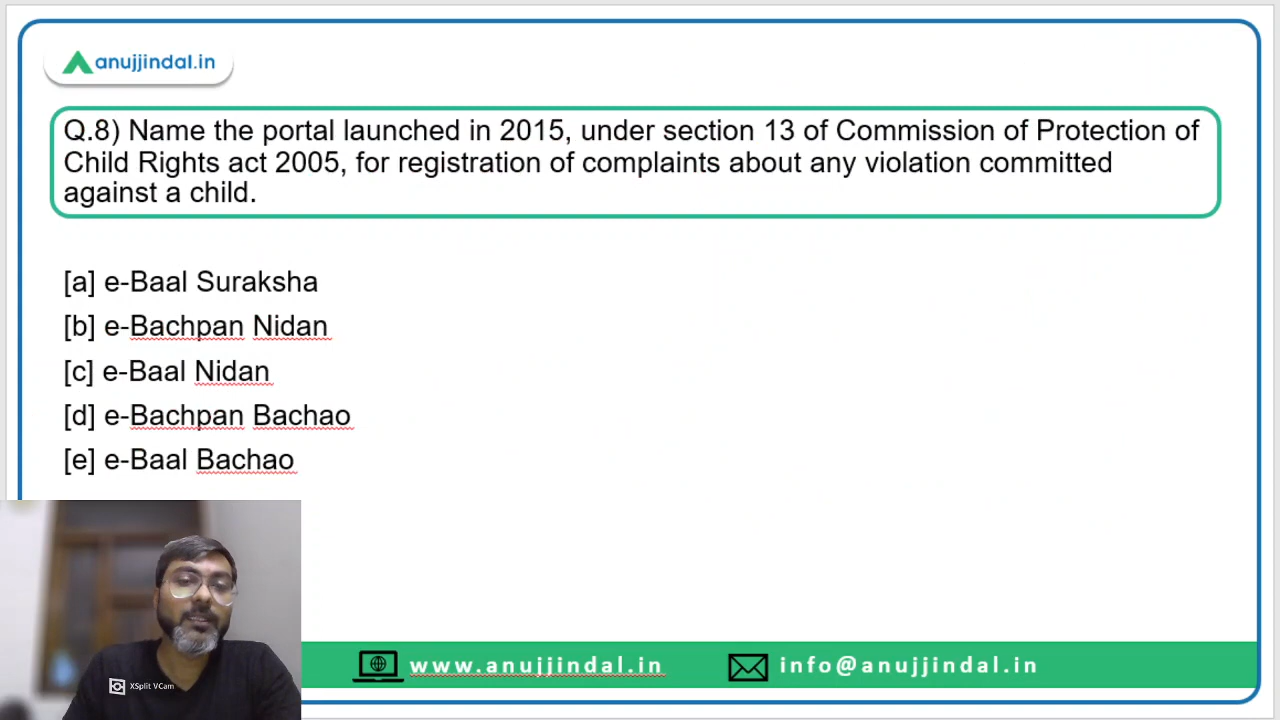 anujjindal.in
Q.8) Name the portal launched in 2015, under section 13 of Commission of Protection of
Child Rights act 2005, for registration of complaints about any violation committed
against a child.
[a] e-Baal Suraksha
[b] e-Bachpan Nidan
[c] e-Baal Nidan
[d] e-Bachpan Bachao
[e] e-Baal Bachao
XSplit VCam
www.anujjindal.in
info@anujjindal.in